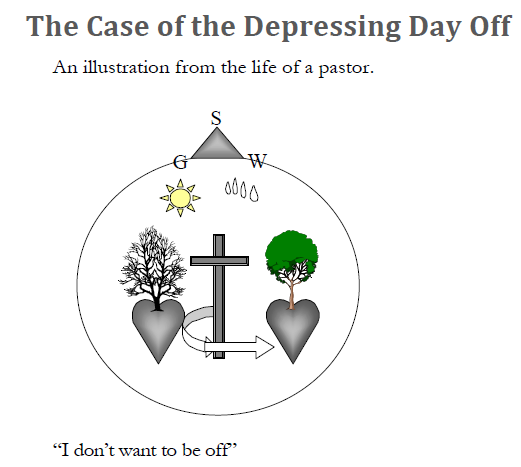 The Case of the Depressing Day Off
An illustration from the life of a pastor.
S
G W
“I don’t want to be off”